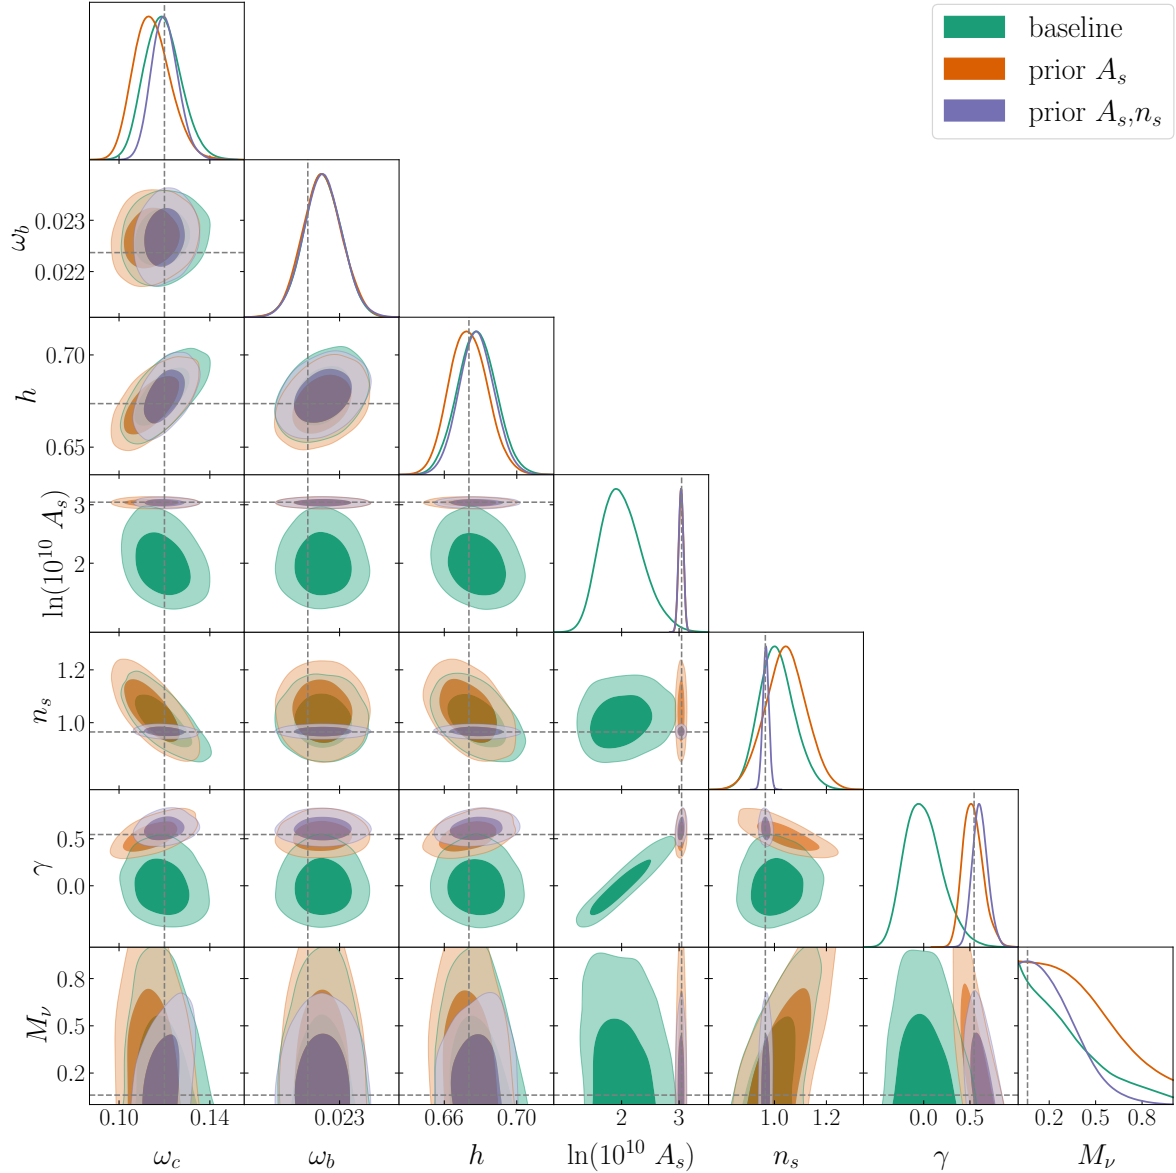 baseline
prior A_s
prior A_s,n_s
ω_b
0.023
0.022
h
0.70
0.65
ln(10^10 A_s)
3
2
n_s
1.2
1.0
γ
0.5
0.0
M_ν
0.8
0.5
0.2
0.10 0.14 0.023 0.66 0.70 2 3 1.0 1.2 0.0 0.5 0.2 0.5 0.8
ω_c ω_b h ln(10^10 A_s) n_s γ M_ν